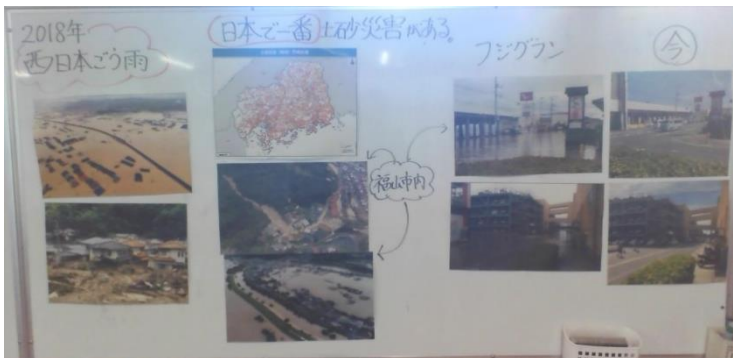 2018年
西日本ごう雨
日本で一番土砂災害がある。
フジグラン
今
福山市内